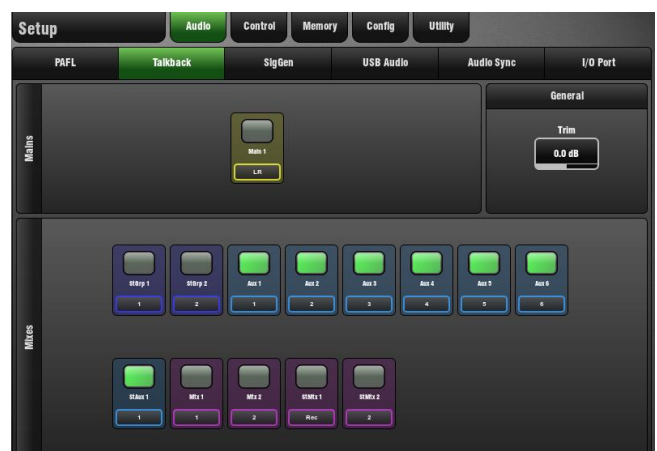 Setup Audio Control Memory Config Utility
PAFL Talkback SigGen USB Audio Audio Sync I/O Port
General
Mains
Main 1
LR
Trim
0.0 dB
Mixes
StGrp 1 StGrp 2 Aux 1 Aux 2 Aux 3 Aux 4 Aux 5 Aux 6
1 2 1 2 3 4 5 6
StAux 1 Mtx 1 Mtx 2 StMtx 1 StMtx 2
1 1 2 Rec 2